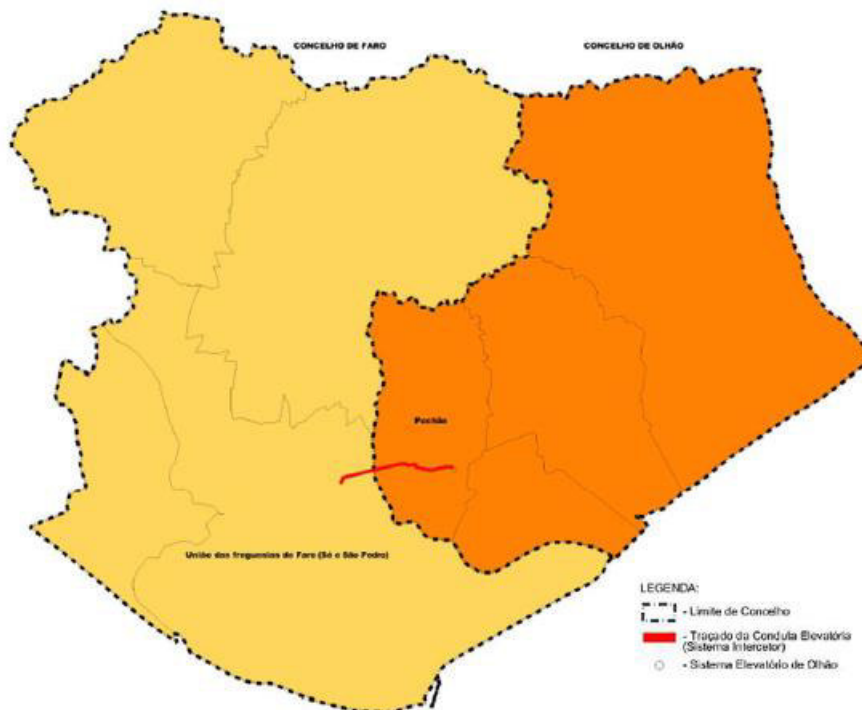 CONCELHO DE FARO
CONCELHO DE OLHÃO
Pechão
União das freguesias de Faro (Sé e São Pedro)
LEGENDA:
- Limite de Concelho
- Traçado da Conduta Elevatória
(Sistema Intercetor)
- Sistema Elevatório de Olhão